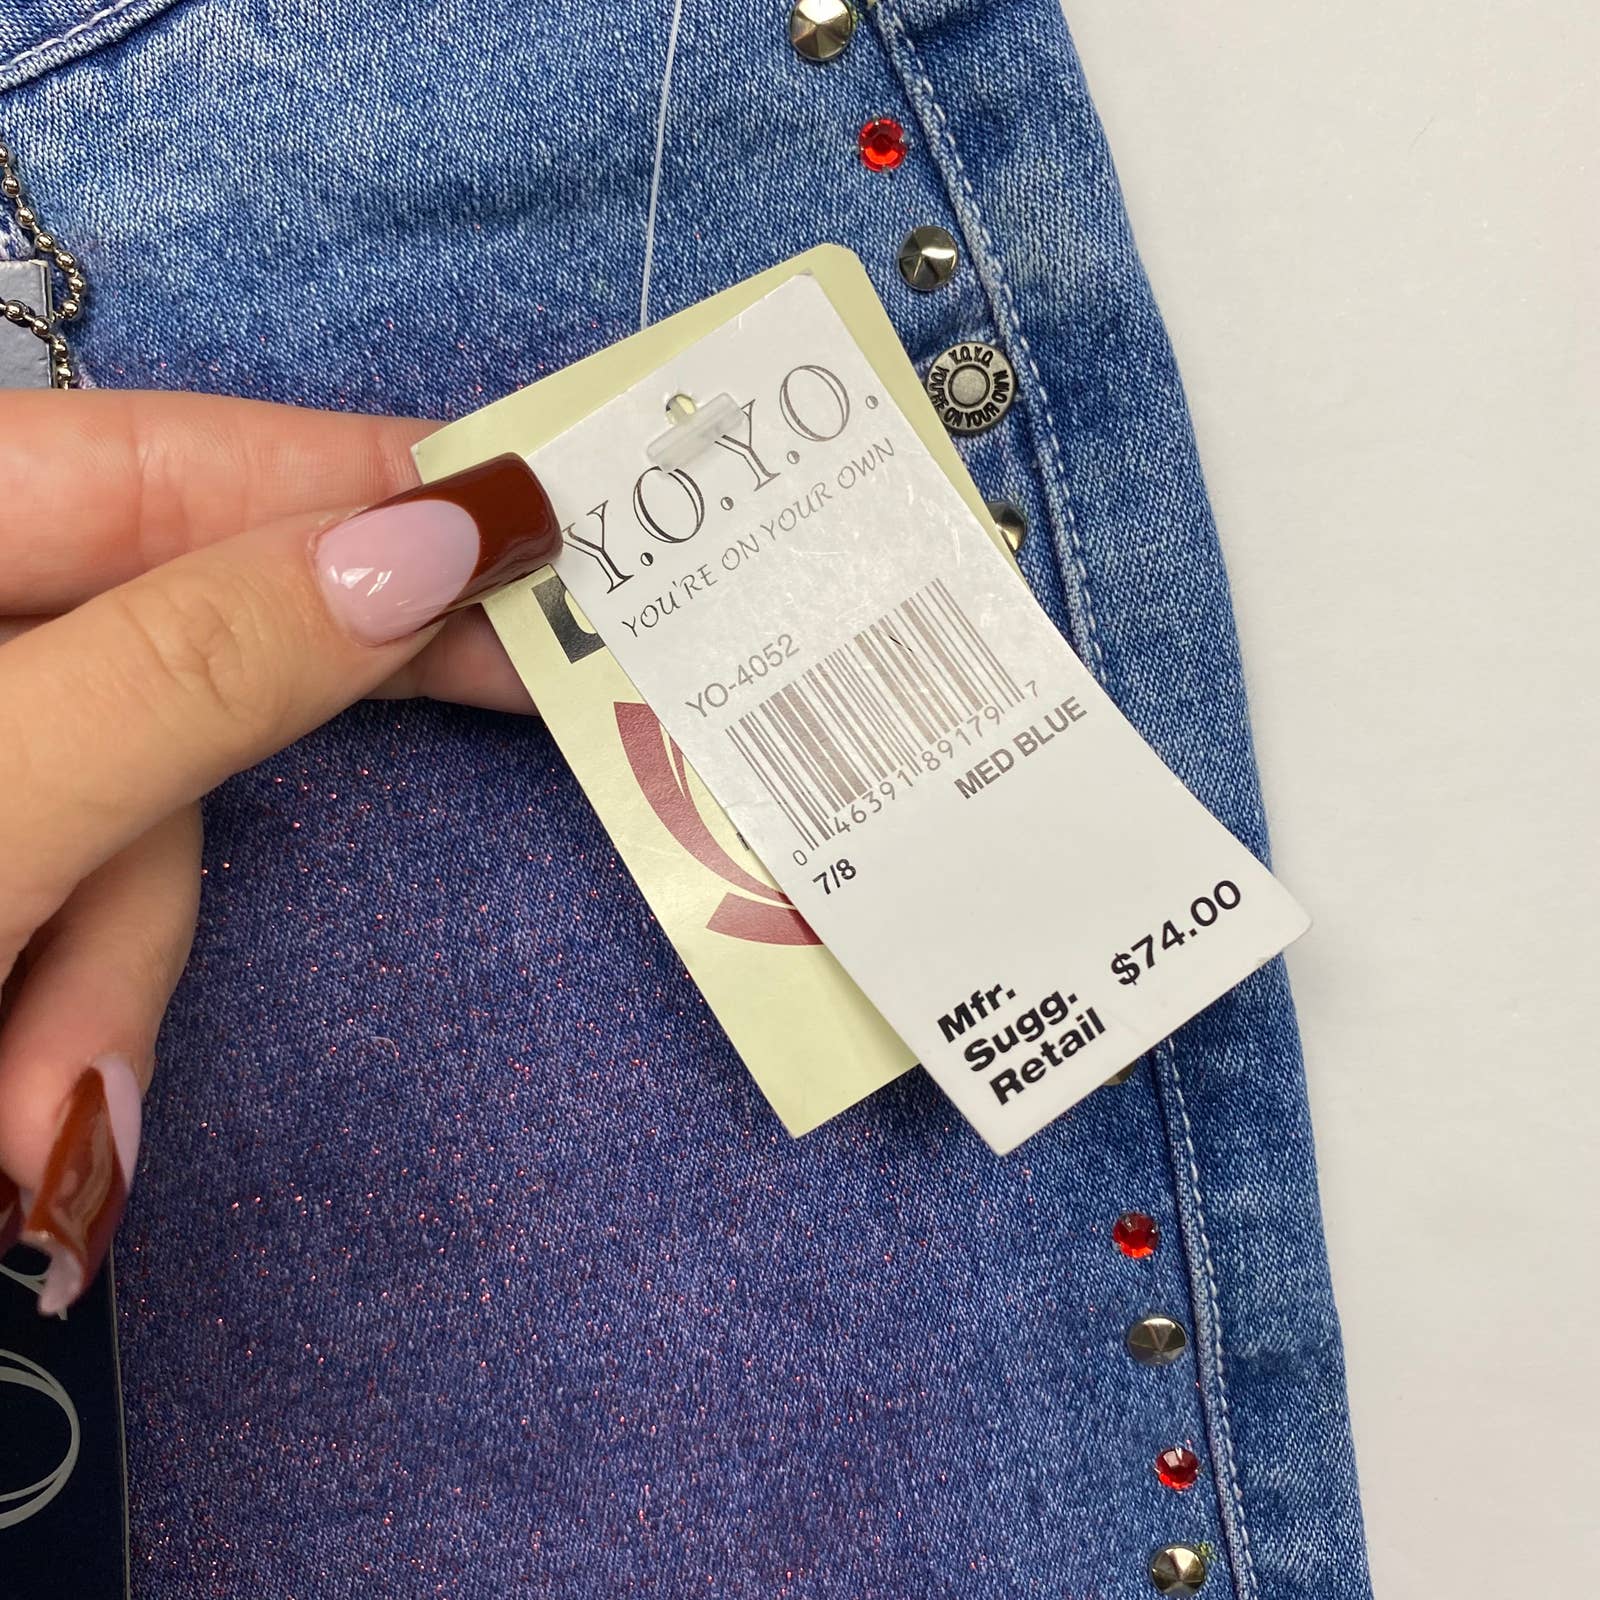 Y.O.Y.O.
YOU'RE ON YOUR OWN
YO-4052
0 46391 89179 7
MED BLUE
7/8
Mfr.
Sugg.
Retail
$74.00
Y.O.Y.O.
YOU'RE ON YOUR OWN